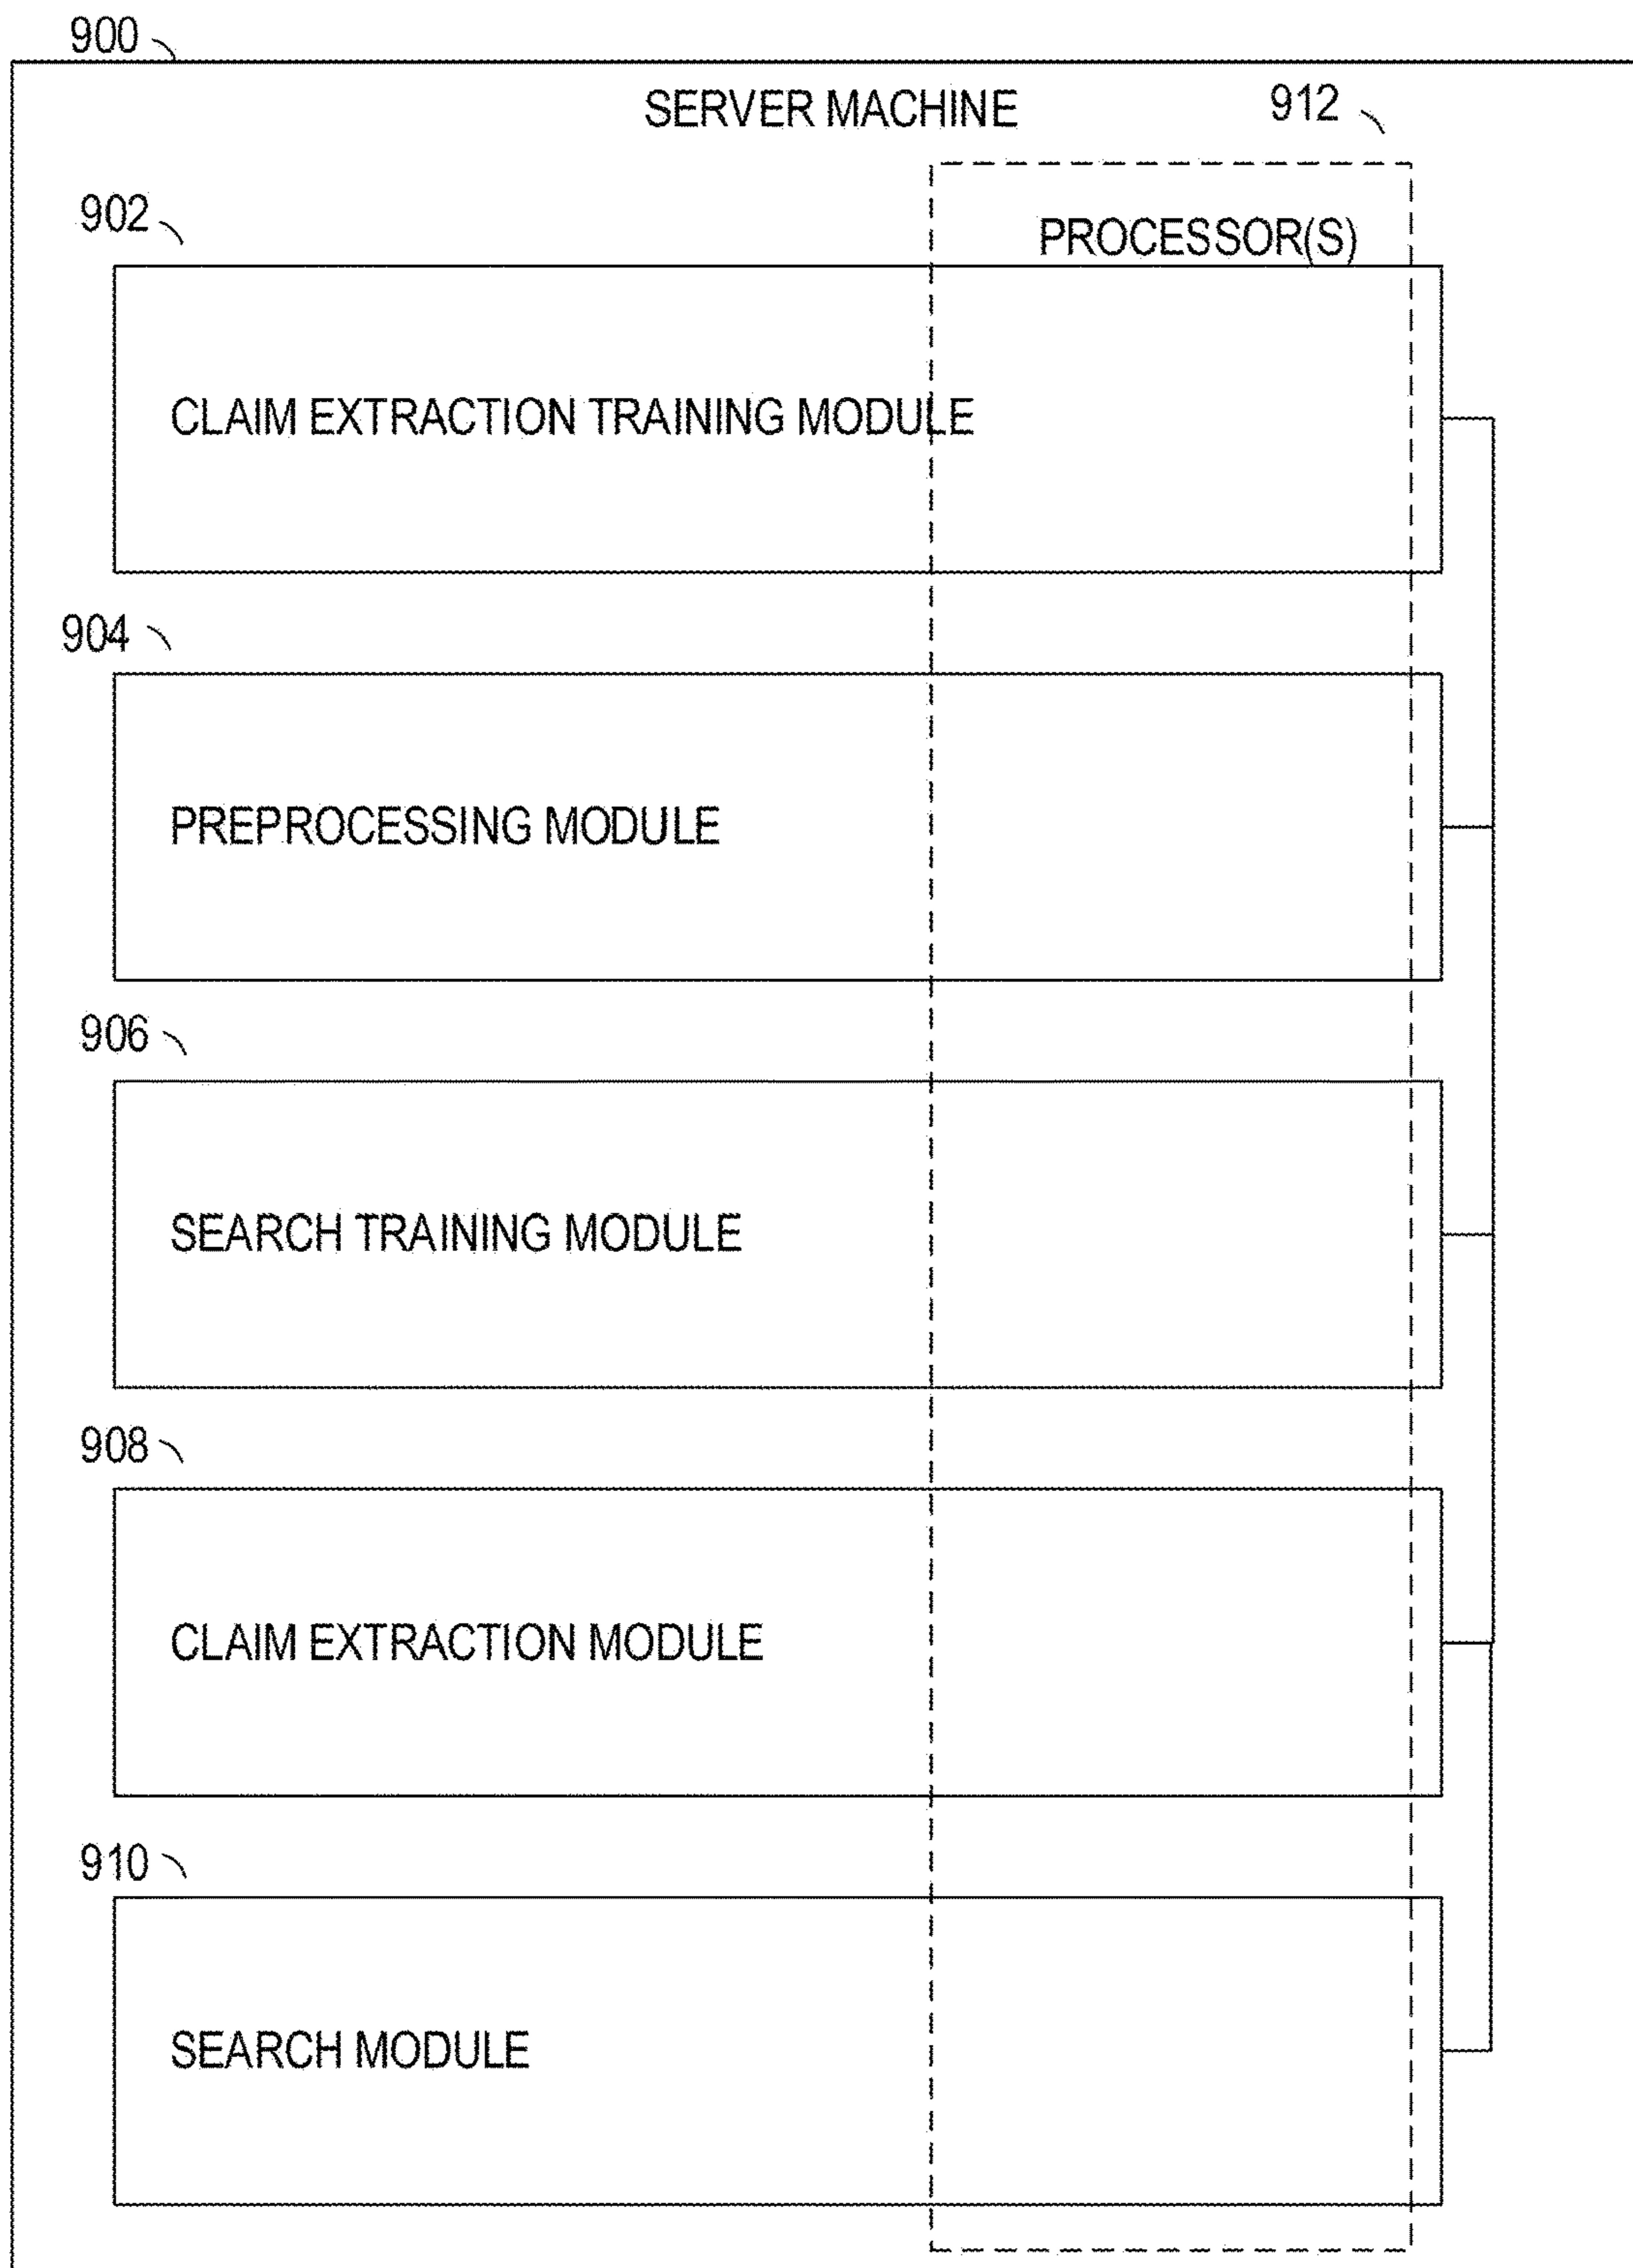 900
SERVER MACHINE
912
902
PROCESSOR(S)
CLAIM EXTRACTION TRAINING MODULE
904
PREPROCESSING MODULE
906
SEARCH TRAINING MODULE
908
CLAIM EXTRACTION MODULE
910
SEARCH MODULE